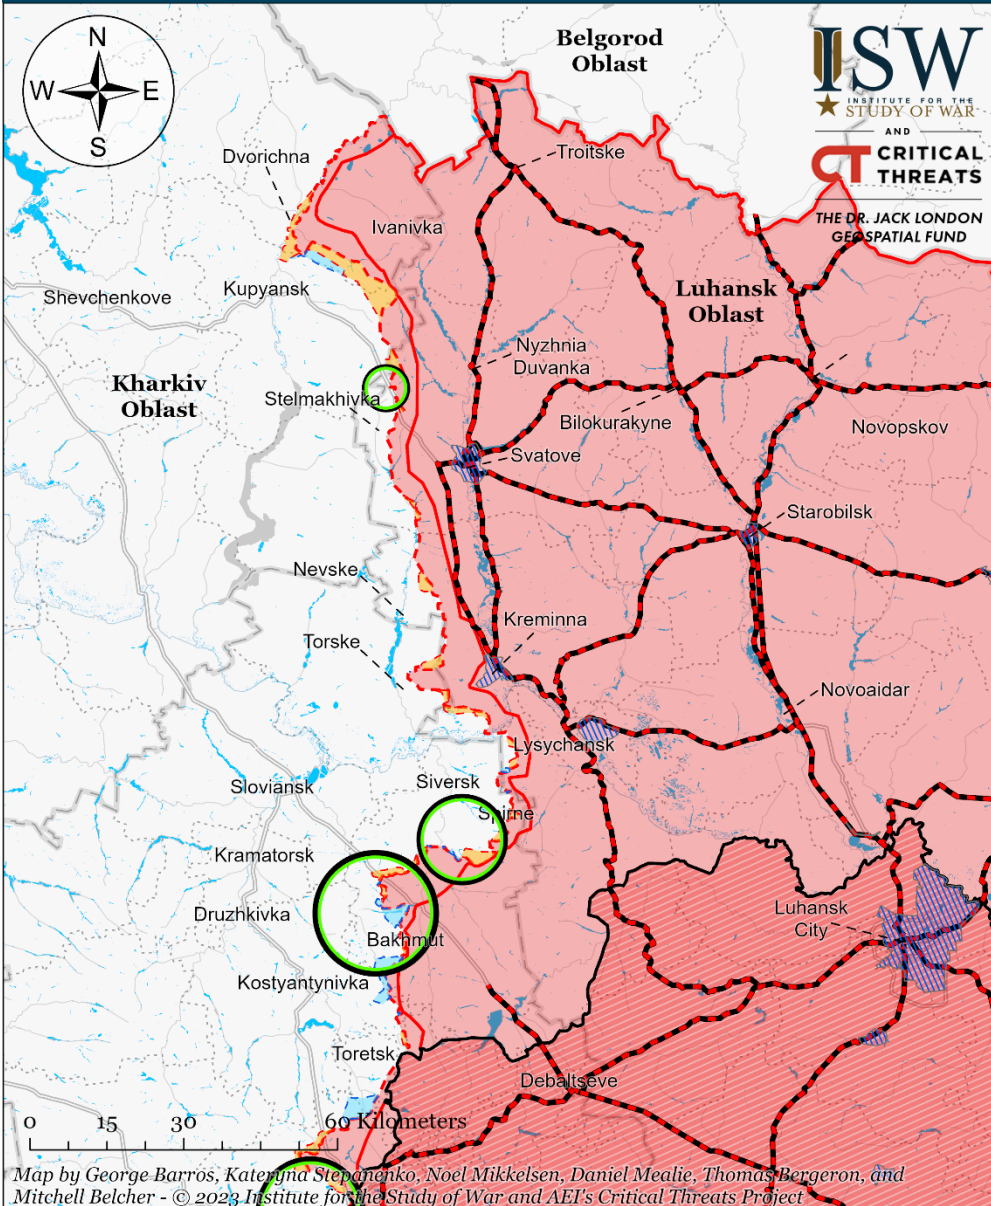 N
W
E
S
Belgorod
Oblast
ISW
INSTITUTE FOR THE
STUDY OF WAR
AND
CT CRITICAL
THREATS
THE DR. JACK LONDON
GEOSPATIAL FUND
Dvorichna
Troitske
Ivanivka
Shevchenkove
Kupyansk
Luhansk
Oblast
Nyzhnia
Duvanka
Kharkiv
Oblast
Stelmakhivka
Bilokurakyne
Novopskov
Svatove
Starobilsk
Nevske
Kreminna
Torske
Novoaidar
Lysychansk
Siversk
Sloviansk
Spirne
Kramatorsk
Druzhkivka
Luhansk
City
Bakhmut
Kostyantynivka
Toretsk
Debaltseve
0 15 30 60 Kilometers
Map by George Barros, Kateryna Stepanenko, Noel Mikkelsen, Daniel Mealie, Thomas Bergeron, and
Mitchell Belcher - © 2023 Institute for the Study of War and AEI's Critical Threats Project